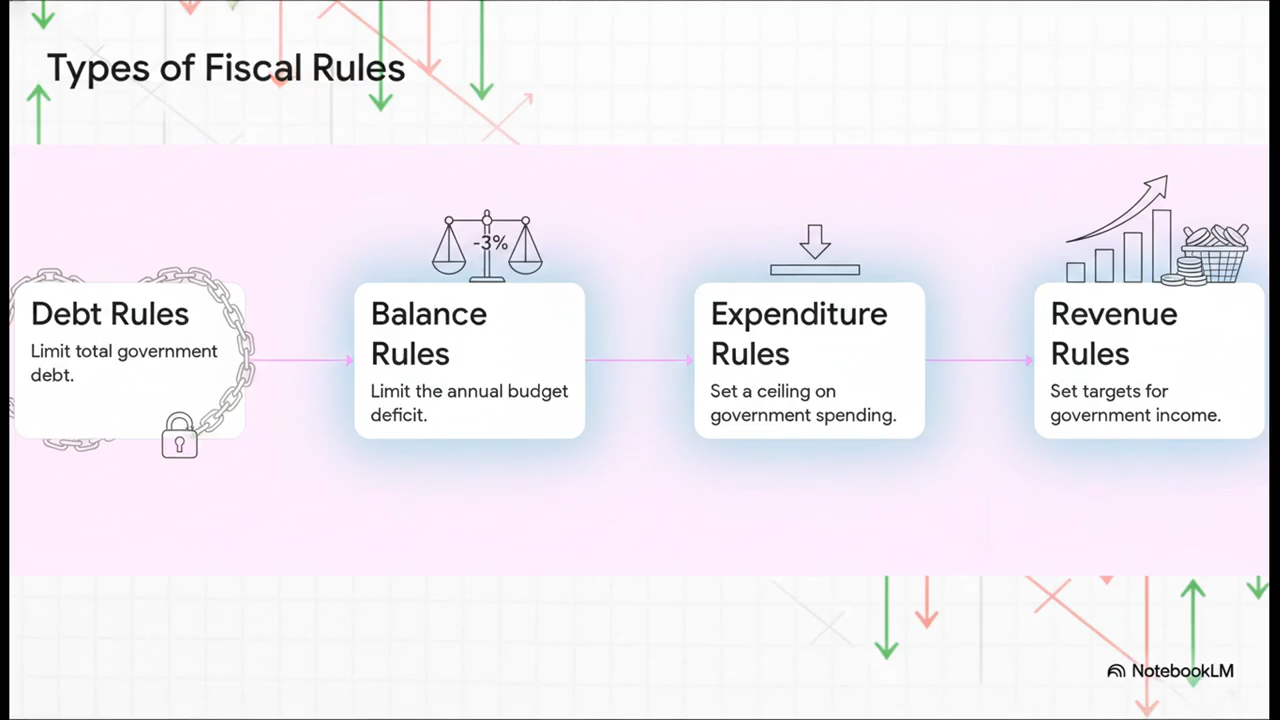 Types of Fiscal Rules
Debt Rules
Limit total government
debt.
-3%
Balance
Rules
Limit the annual budget
deficit.
Expenditure
Rules
Set a ceiling on
government spending.
Revenue
Rules
Set targets for
government income.
NotebookLM